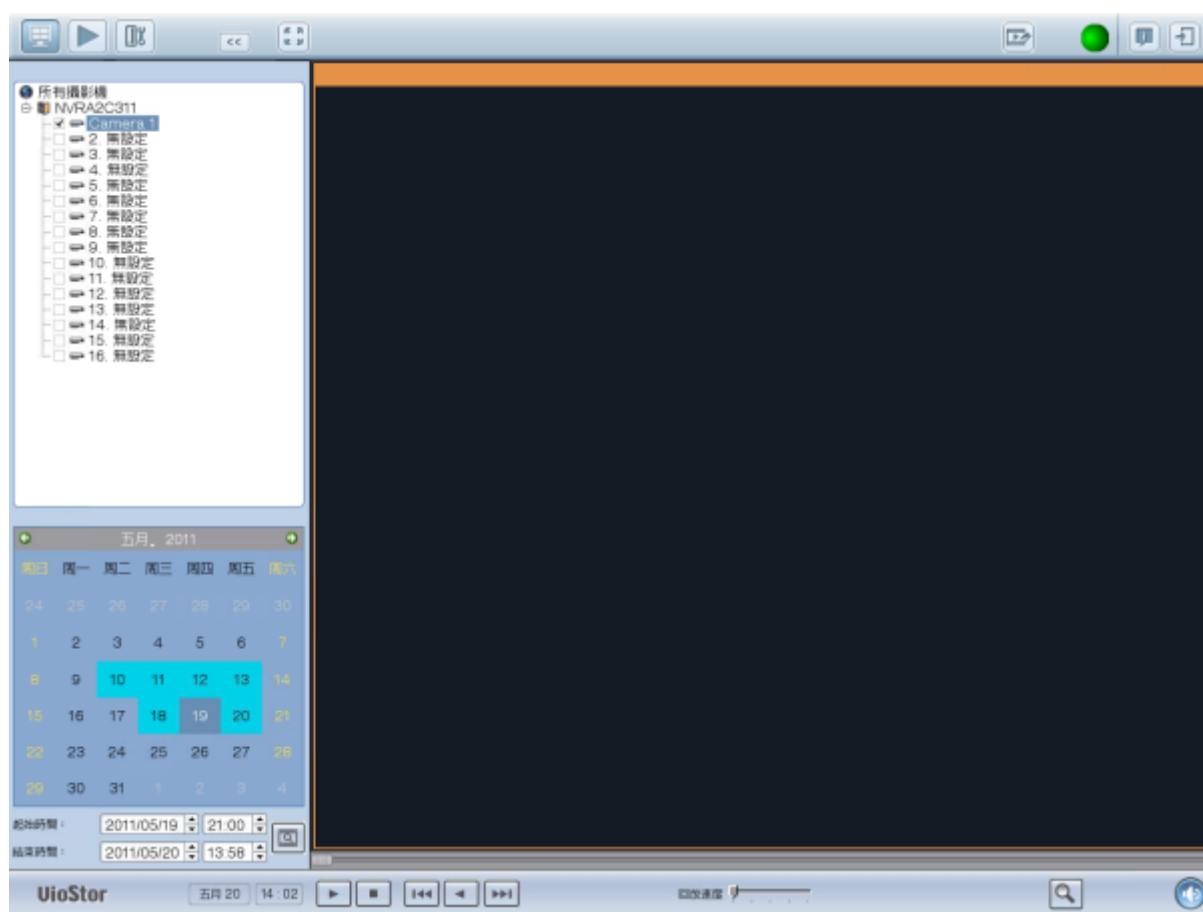 <<
所有攝影機
NVRA2C311
Camera 1
2. 無設定
3. 無設定
4. 無設定
5. 無設定
6. 無設定
7. 無設定
8. 無設定
9. 無設定
10. 無設定
11. 無設定
12. 無設定
13. 無設定
14. 無設定
15. 無設定
16. 無設定
五月, 2011
周日 周一 周二 周三 周四 周五 周六
24 25 26 27 28 29 30
1 2 3 4 5 6 7
8 9 10 11 12 13 14
15 16 17 18 19 20 21
22 23 24 25 26 27 28
29 30 31 1 2 3 4
起始時間: 2011/05/19 21:00
結束時間: 2011/05/20 13:58
VioStor 五月 20 14:02 回放速度